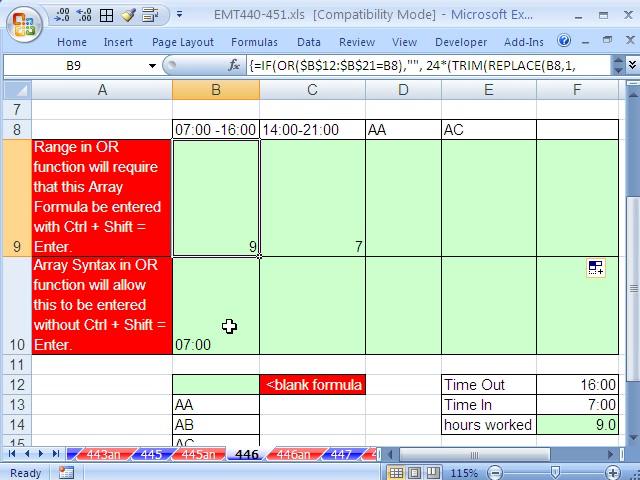 EMT440-451.xls [Compatibility Mode] - Microsoft Ex...
Home Insert Page Layout Formulas Data Review Developer Add-Ins
B9 fx {=IF(OR($B$12:$B$21=B8),"", 24*(TRIM(REPLACE(B8,1,
A B C D E F
7
8 07:00 -16:00 14:00-21:00 AA AC
Range in OR
function will require
that this Array
Formula be entered
with Ctrl + Shift =
9 Enter. 9 7
Array Syntax in OR
function will allow
this to be entered
without Ctrl + Shift =
10 Enter. 07:00
11
12 <blank formula Time Out 16:00
13 AA Time In 7:00
14 AB hours worked 9.0
15 AC
443an 445 445an 446 446an 447
Ready 115%